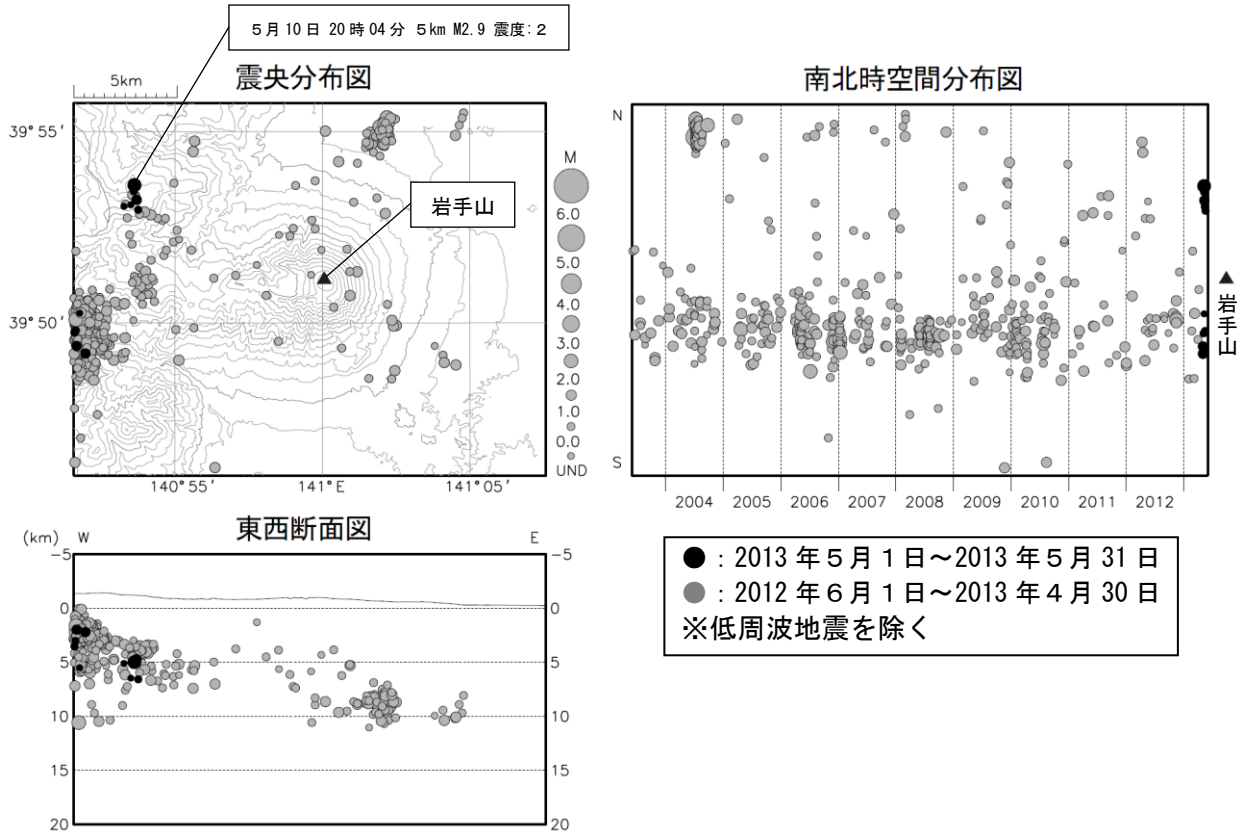 ５月10日 20時04分 5km M2.9 震度:２
5km
震央分布図
39°55′
39°50′
140°55′
141°E
141°05′
岩手山
M
6.0
5.0
4.0
3.0
2.0
1.0
0.0
UND
南北時空間分布図
N
S
2004
2005
2006
2007
2008
2009
2010
2011
2012
▲岩手山
東西断面図
(km) W
E
-5
0
5
10
15
20
-5
0
5
10
15
20
●：2013年５月１日～2013年５月31日
●：2012年６月１日～2013年４月30日
※低周波地震を除く